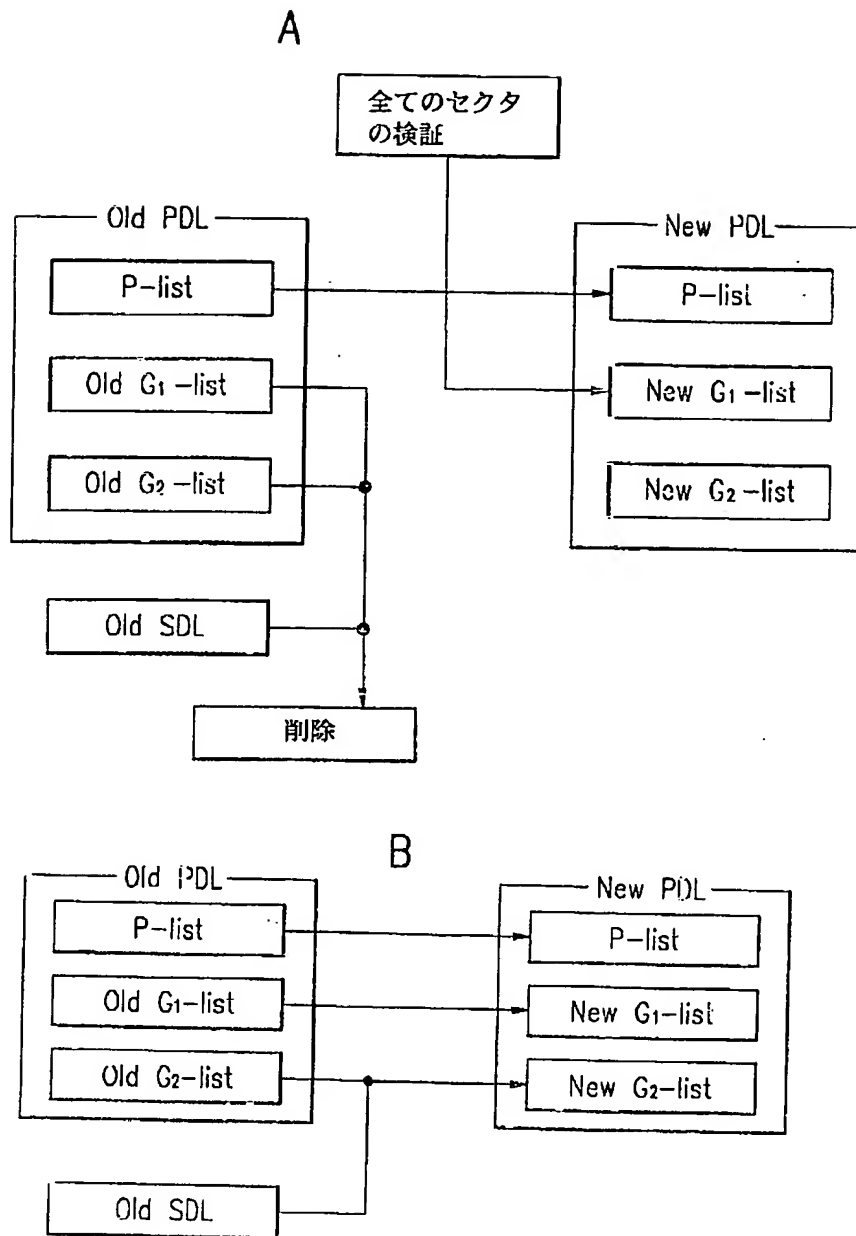 A
全てのセクタ
の検証
Old PDL
New PDL
P-list
P-list
Old G₁-list
New G₁-list
Old G₂-list
New G₂-list
Old SDL
削除
B
Old PDL
New PDL
P-list
P-list
Old G₁-list
New G₁-list
Old G₂-list
New G₂-list
Old SDL